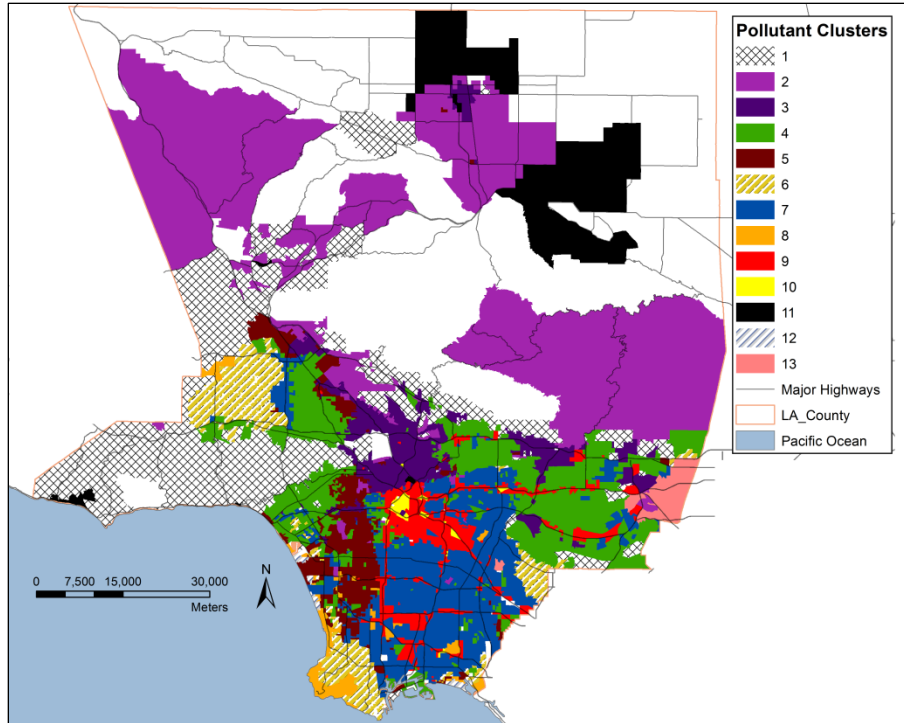 Pollutant Clusters
1
2
3
4
5
6
7
8
9
10
11
12
13
Major Highways
LA_County
Pacific Ocean
N
0 7,500 15,000 30,000
Meters